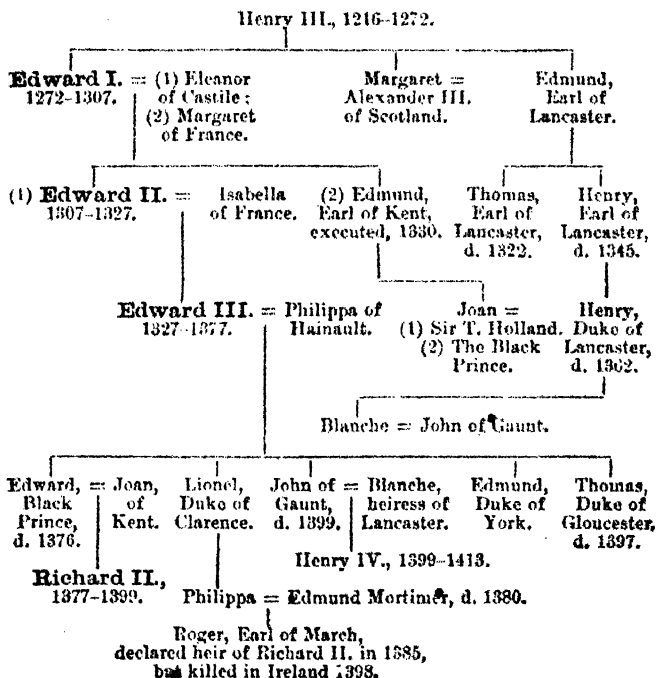 Henry III., 1216–1272.
Edward I. = (1) Eleanor Margaret = Edmund,
1272–1307. of Castile; Alexander III. Earl of
(2) Margaret of Scotland. Lancaster.
of France.
(1) Edward II. = Isabella (2) Edmund, Thomas, Henry,
1307–1327. of France. Earl of Kent, Earl of Earl of
executed, 1330. Lancaster, Lancaster,
d. 1322. d. 1345.
Edward III. = Philippa of Joan = Henry,
1327–1377. Hainault. (1) Sir T. Holland. Duke of
(2) The Black Lancaster,
Prince. d. 1362.
Blanche = John of Gaunt.
Edward, = Joan, Lionel, John of = Blanche, Edmund, Thomas,
Black of Duke of Gaunt, heiress of Duke of Duke of
Prince, Kent. Clarence. d. 1399. Lancaster. York. Gloucester,
d. 1376. d. 1397.
Henry IV., 1399–1413.
Richard II.,
1377–1399. Philippa = Edmund Mortimer, d. 1380.
Roger, Earl of March,
declared heir of Richard II. in 1385,
but killed in Ireland 1398.